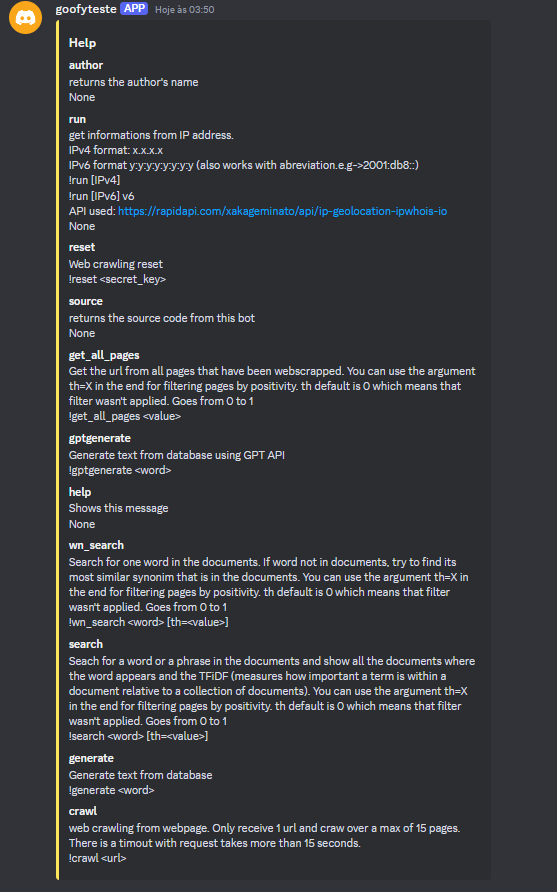 goofyteste APP Hoje às 03:50
Help
author
returns the author's name
None
run
get informations from IP address.
IPv4 format: x.x.x.x
IPv6 format y:y:y:y:y:y:y:y (also works with abreviation.e.g->2001:db8::)
!run [IPv4]
!run [IPv6] v6
API used: https://rapidapi.com/xakageminato/api/ip-geolocation-ipwhois-io
None
reset
Web crawling reset
!reset <secret_key>
source
returns the source code from this bot
None
get_all_pages
Get the url from all pages that have been webscrapped. You can use the argument
th=X in the end for filtering pages by positivity. th default is 0 which means that
filter wasn't applied. Goes from 0 to 1
!get_all_pages <value>
gptgenerate
Generate text from database using GPT API
!gptgenerate <word>
help
Shows this message
None
wn_search
Search for one word in the documents. If word not in documents, try to find its
most similar synonim that is in the documents. You can use the argument th=X in
the end for filtering pages by positivity. th default is 0 which means that filter
wasn't applied. Goes from 0 to 1
!wn_search <word> [th=<value>]
search
Seach for a word or a phrase in the documents and show all the documents where
the word appears and the TFiDF (measures how important a term is within a
document relative to a collection of documents). You can use the argument th=X
in the end for filtering pages by positivity. th default is 0 which means that filter
wasn't applied. Goes from 0 to 1
!search <word> [th=<value>]
generate
Generate text from database
!generate <word>
crawl
web crawling from webpage. Only receive 1 url and craw over a max of 15 pages.
There is a timout with request takes more than 15 seconds.
!crawl <url>